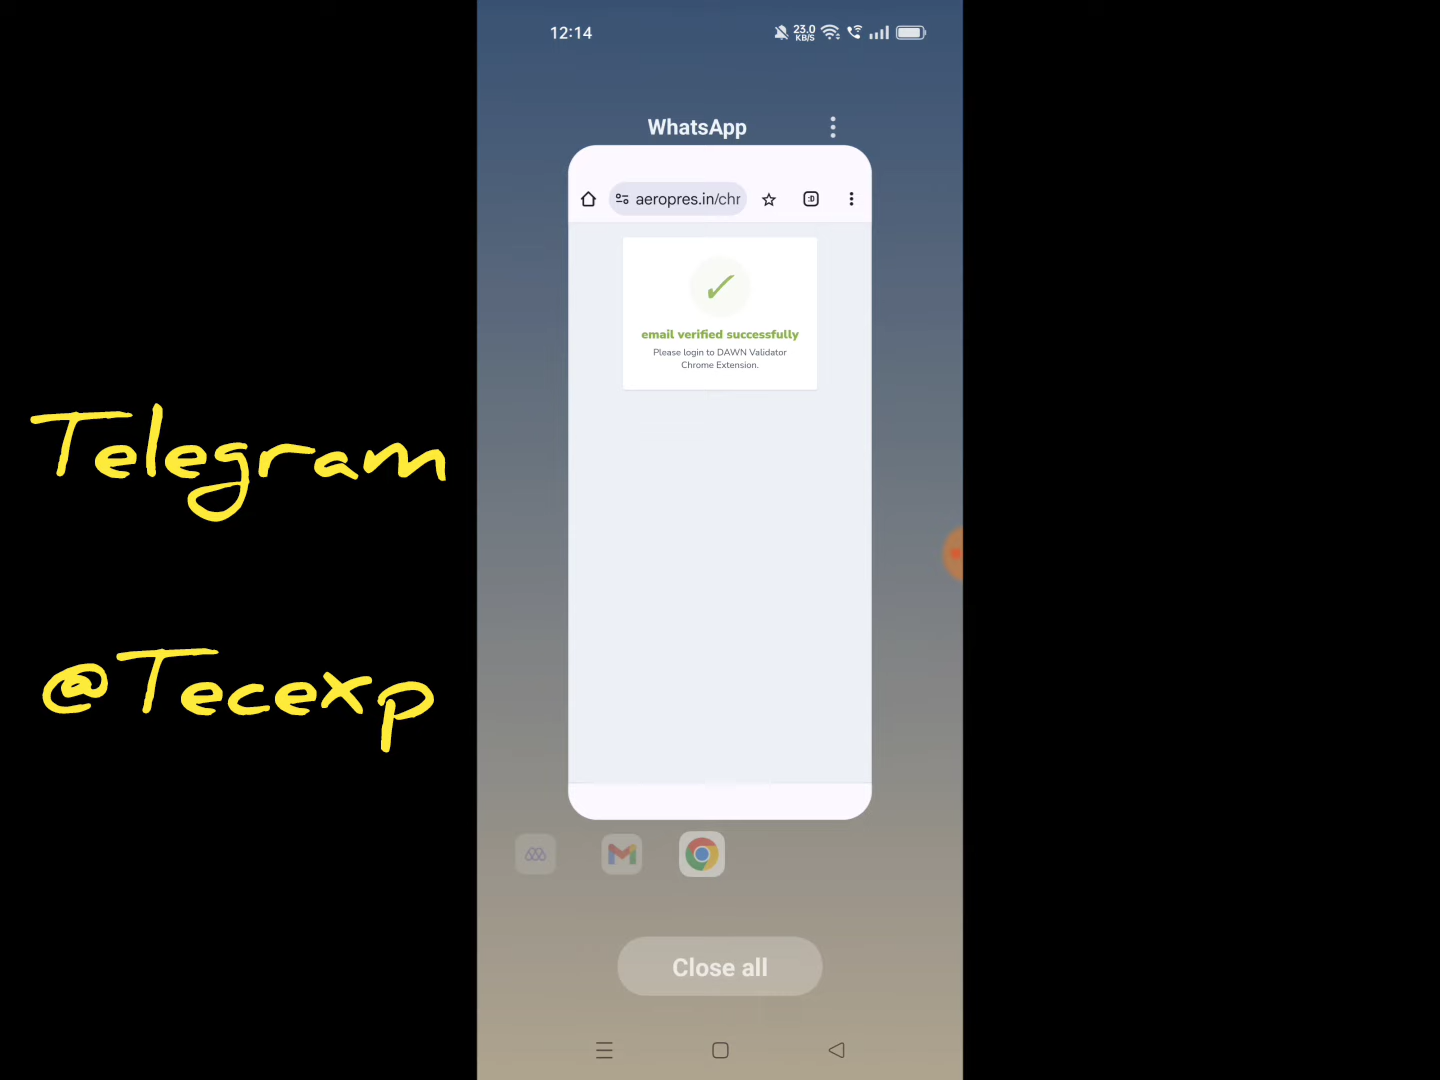 12:14
23.0
KB/S
WhatsApp
aeropres.in/chr
:D
email verified successfully
Please login to DAWN Validator
Chrome Extension.
Telegram
@Tecexp
Close all